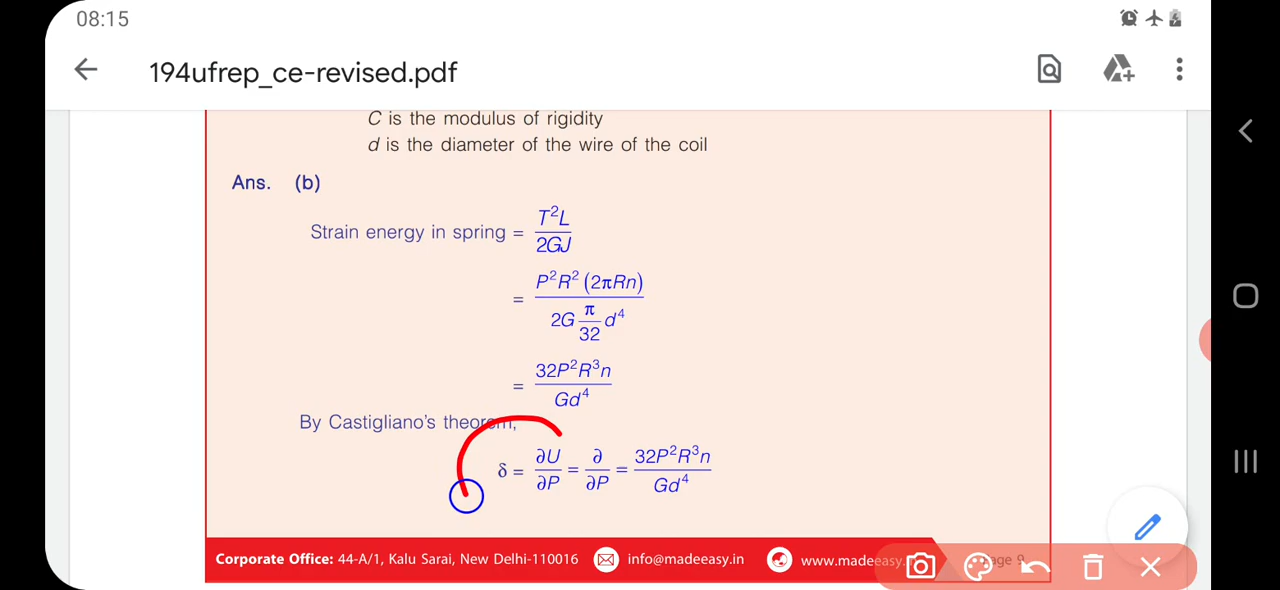 08:15
194ufrep_ce-revised.pdf
C is the modulus of rigidity
d is the diameter of the wire of the coil
Ans. (b)
Strain energy in spring = T²L / 2GJ
= P²R² (2πRn) / 2G π/32 d⁴
= 32P²R³n / Gd⁴
By Castigliano's theorem,
δ = ∂U/∂P = ∂/∂P = 32P²R³n / Gd⁴
Corporate Office: 44-A/1, Kalu Sarai, New Delhi-110016 info@madeeasy.in www.madeeasy. Page 9